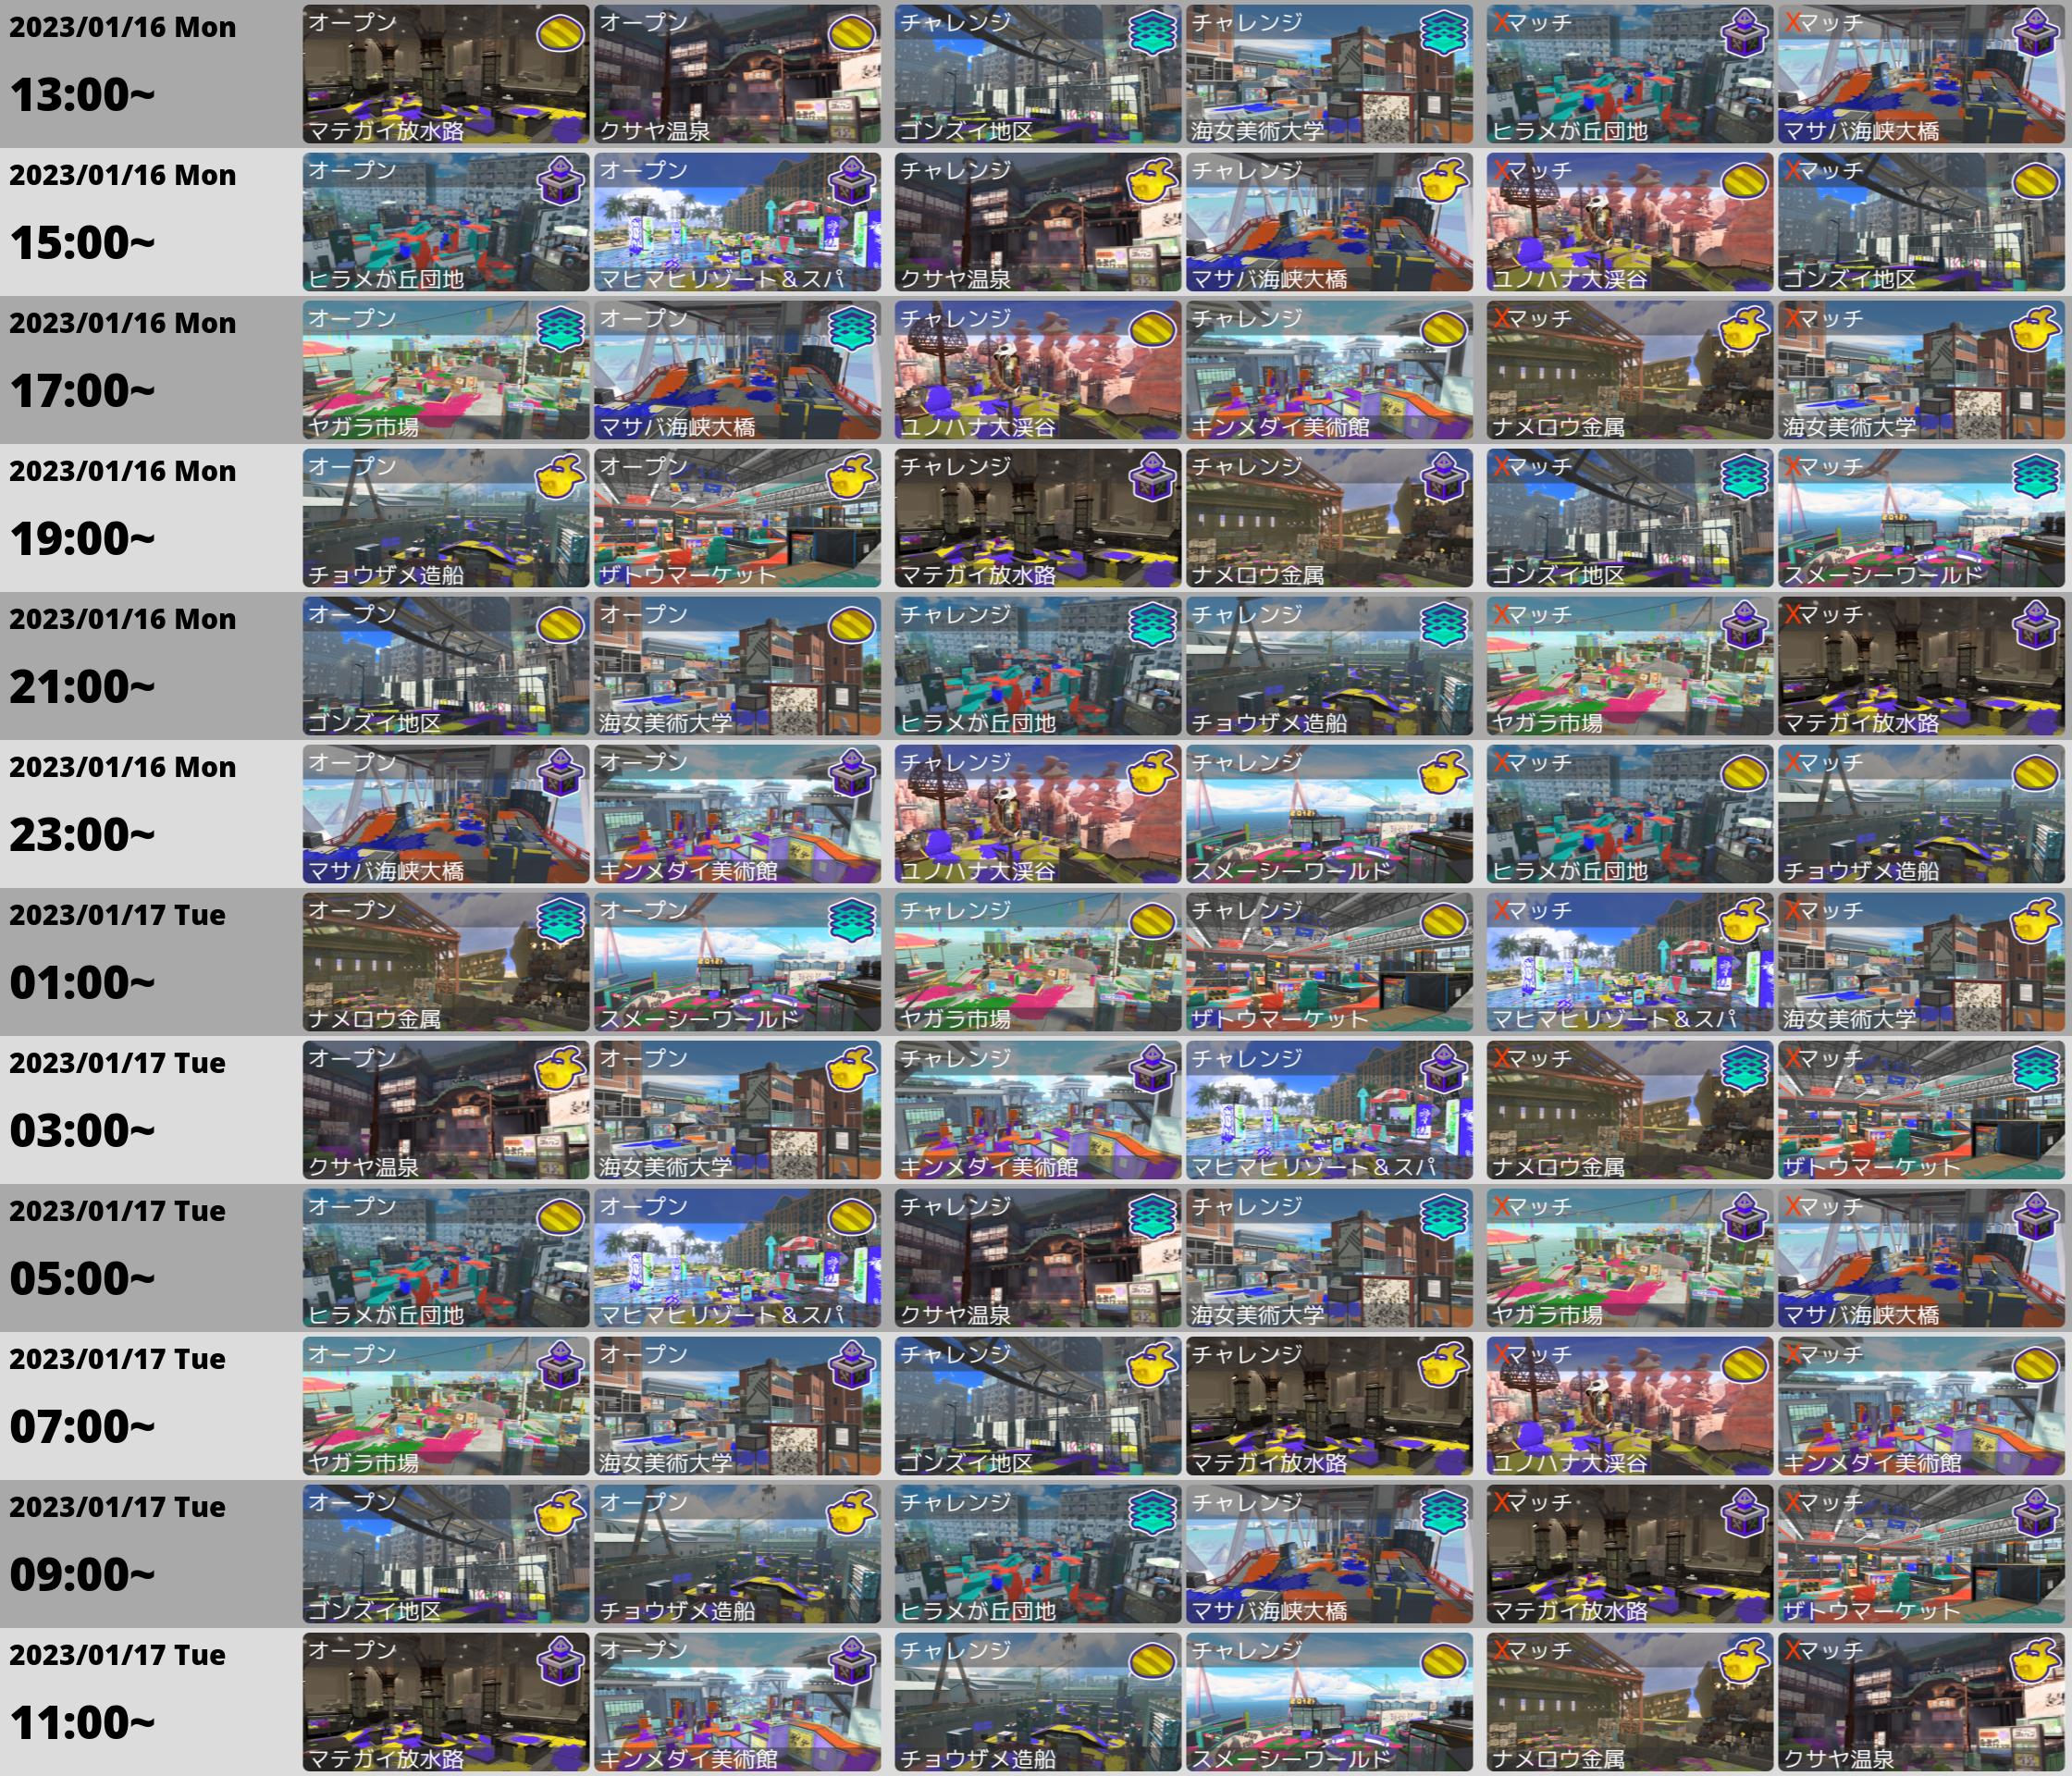 2023/01/16 Mon
13:00~
オープン
マテガイ放水路
オープン
クサヤ温泉
チャレンジ
ゴンズイ地区
チャレンジ
海女美術大学
Xマッチ
ヒラメが丘団地
Xマッチ
マサバ海峡大橋
2023/01/16 Mon
15:00~
オープン
ヒラメが丘団地
オープン
マヒマヒリゾート&スパ
チャレンジ
クサヤ温泉
チャレンジ
マサバ海峡大橋
Xマッチ
ユノハナ大渓谷
Xマッチ
ゴンズイ地区
2023/01/16 Mon
17:00~
オープン
ヤガラ市場
オープン
マサバ海峡大橋
チャレンジ
ユノハナ大渓谷
チャレンジ
キンメダイ美術館
Xマッチ
ナメロウ金属
Xマッチ
海女美術大学
2023/01/16 Mon
19:00~
オープン
チョウザメ造船
オープン
ザトウマーケット
チャレンジ
マテガイ放水路
チャレンジ
ナメロウ金属
Xマッチ
ゴンズイ地区
Xマッチ
スメーシーワールド
2023/01/16 Mon
21:00~
オープン
ゴンズイ地区
オープン
海女美術大学
チャレンジ
ヒラメが丘団地
チャレンジ
チョウザメ造船
Xマッチ
ヤガラ市場
Xマッチ
マテガイ放水路
2023/01/16 Mon
23:00~
オープン
マサバ海峡大橋
オープン
キンメダイ美術館
チャレンジ
ユノハナ大渓谷
チャレンジ
スメーシーワールド
Xマッチ
ヒラメが丘団地
Xマッチ
チョウザメ造船
2023/01/17 Tue
01:00~
オープン
ナメロウ金属
オープン
スメーシーワールド
チャレンジ
ヤガラ市場
チャレンジ
ザトウマーケット
Xマッチ
マヒマヒリゾート&スパ
Xマッチ
海女美術大学
2023/01/17 Tue
03:00~
オープン
クサヤ温泉
オープン
海女美術大学
チャレンジ
キンメダイ美術館
チャレンジ
マヒマヒリゾート&スパ
Xマッチ
ナメロウ金属
Xマッチ
ザトウマーケット
2023/01/17 Tue
05:00~
オープン
ヒラメが丘団地
オープン
マヒマヒリゾート&スパ
チャレンジ
クサヤ温泉
チャレンジ
海女美術大学
Xマッチ
ヤガラ市場
Xマッチ
マサバ海峡大橋
2023/01/17 Tue
07:00~
オープン
ヤガラ市場
オープン
海女美術大学
チャレンジ
ゴンズイ地区
チャレンジ
マテガイ放水路
Xマッチ
ユノハナ大渓谷
Xマッチ
キンメダイ美術館
2023/01/17 Tue
09:00~
オープン
ゴンズイ地区
オープン
チョウザメ造船
チャレンジ
ヒラメが丘団地
チャレンジ
マサバ海峡大橋
Xマッチ
マテガイ放水路
Xマッチ
ザトウマーケット
2023/01/17 Tue
11:00~
オープン
マテガイ放水路
オープン
キンメダイ美術館
チャレンジ
チョウザメ造船
チャレンジ
スメーシーワールド
Xマッチ
ナメロウ金属
Xマッチ
クサヤ温泉